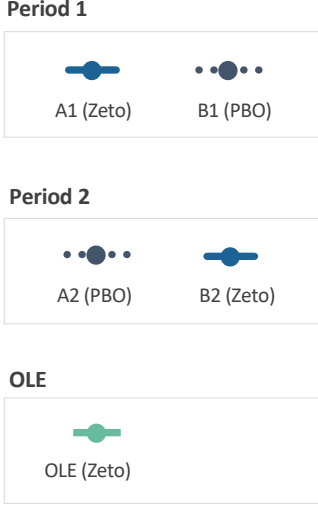 Period 1
A1 (Zeto) B1 (PBO)
Period 2
A2 (PBO) B2 (Zeto)
OLE
OLE (Zeto)